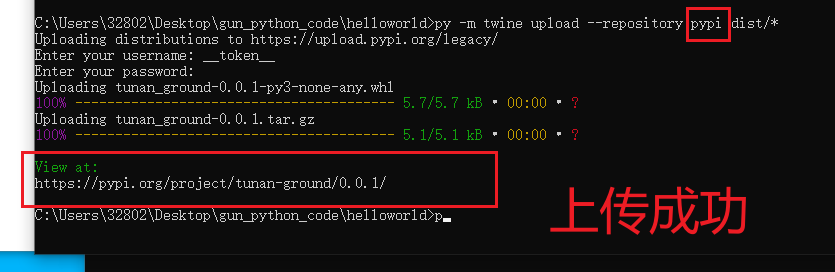 C:\Users\32802\Desktop\gun_python_code\helloworld>py -m twine upload --repository pypi dist/*
Uploading distributions to https://upload.pypi.org/legacy/
Enter your username: __token__
Enter your password:
Uploading tunan_ground-0.0.1-py3-none-any.whl
100% ---------------------------------------- 5.7/5.7 kB • 00:00 • ?
Uploading tunan_ground-0.0.1.tar.gz
100% ---------------------------------------- 5.1/5.1 kB • 00:00 • ?
View at:
https://pypi.org/project/tunan-ground/0.0.1/
C:\Users\32802\Desktop\gun_python_code\helloworld>p
上传成功